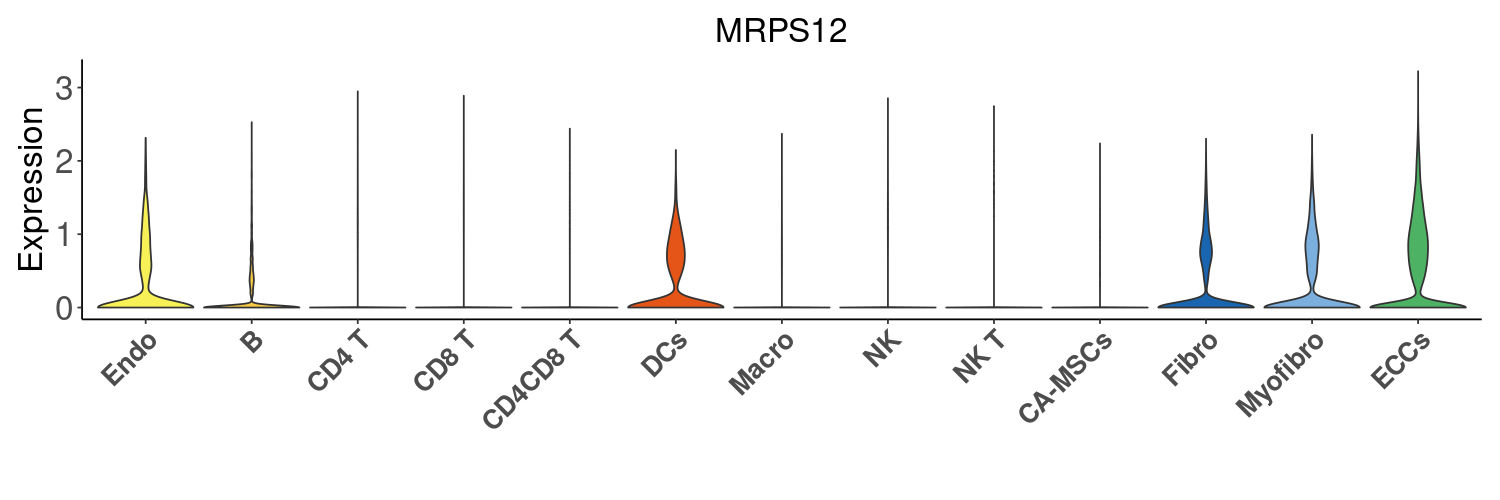 MRPS12
Expression
3
2
1
0
Endo
B
CD4 T
CD8 T
CD4CD8 T
DCs
Macro
NK
NK T
CA-MSCs
Fibro
Myofibro
ECCs